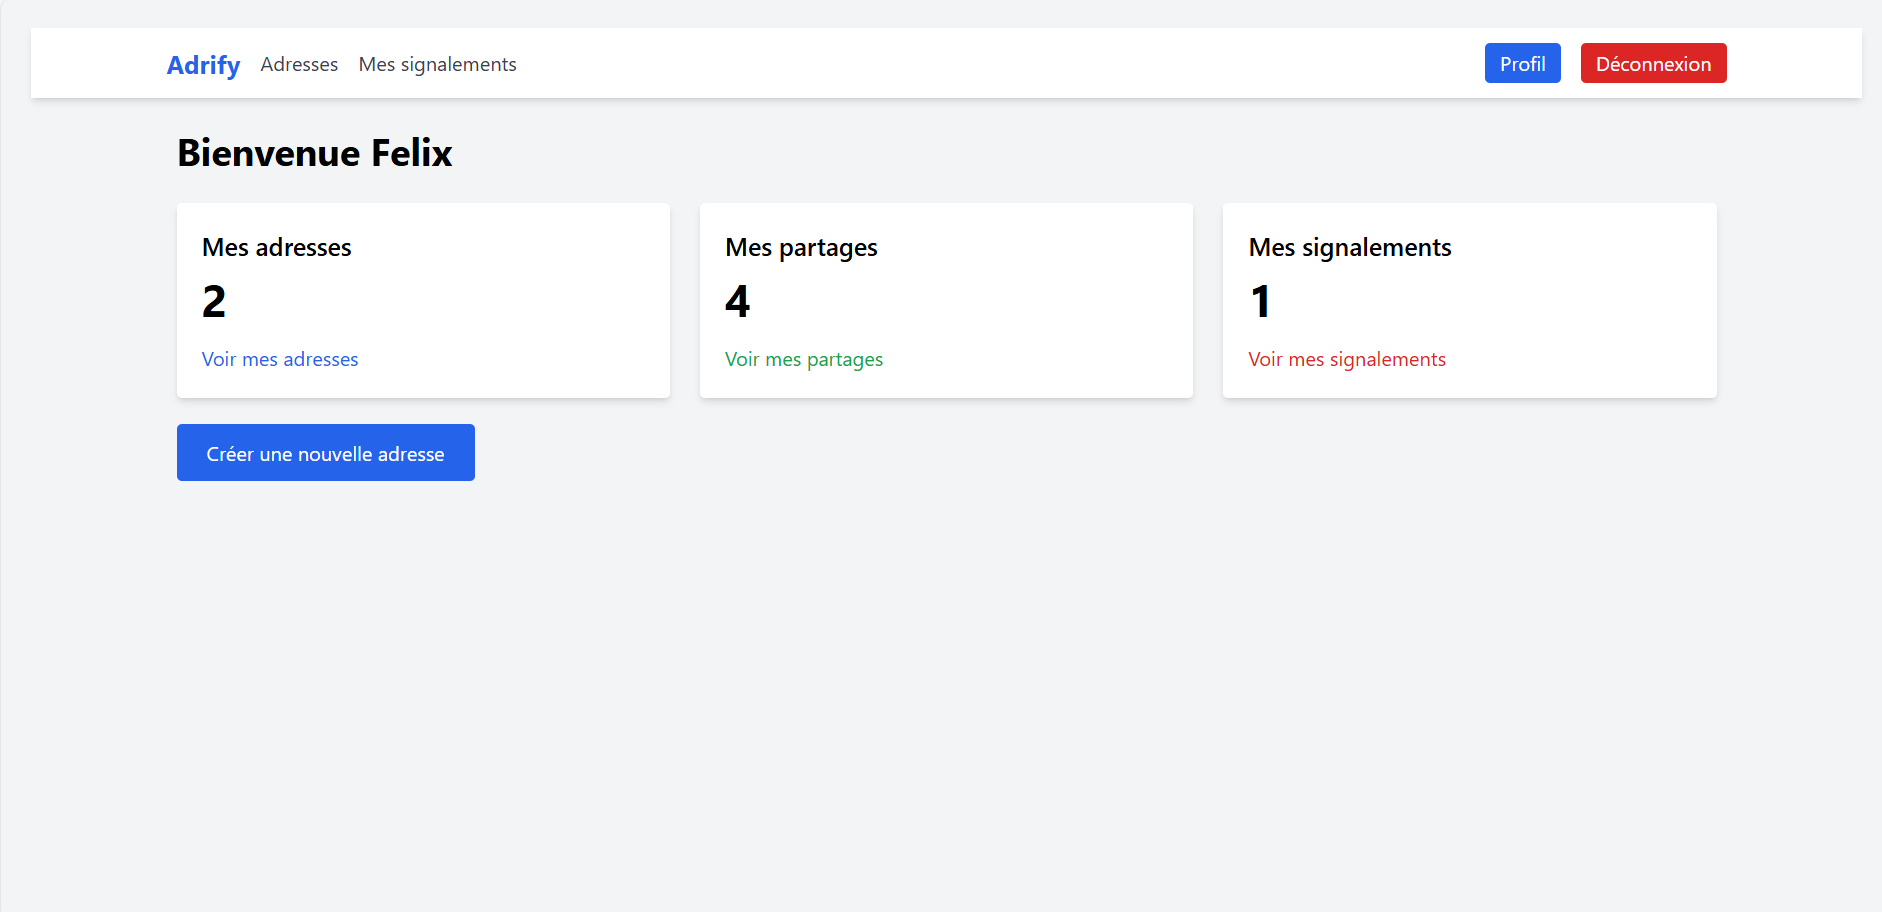 Adrify Adresses Mes signalements Profil Déconnexion
Bienvenue Felix
Mes adresses
2
Voir mes adresses
Mes partages
4
Voir mes partages
Mes signalements
1
Voir mes signalements
Créer une nouvelle adresse